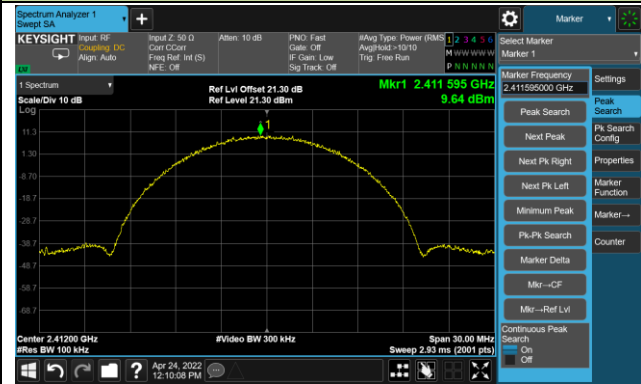 Spectrum Analyzer 1
Swept SA
Marker
KEYSIGHT
Input: RF
Coupling: DC
Align: Auto
Input Z: 50 Ω
Corr CCorr
Freq Ref: Int (S)
NFE: Off
Atten: 10 dB
PNO: Fast
Gate: Off
IF Gain: Low
Sig Track: Off
#Avg Type: Power (RMS
Avg|Hold:>10/10
Trig: Free Run
1 2 3 4 5 6
M W W W W W
P N N N N N
Select Marker
Marker 1
1 Spectrum
Scale/Div 10 dB
Log
Ref Lvl Offset 21.30 dB
Ref Level 21.30 dBm
Mkr1 2.411 595 GHz
9.64 dBm
11.3
1.30
-8.70
-18.7
-28.7
-38.7
-48.7
-58.7
-68.7
1
Center 2.41200 GHz
#Res BW 100 kHz
#Video BW 300 kHz
Span 30.00 MHz
Sweep 2.93 ms (2001 pts)
Marker Frequency
2.411595000 GHz
Peak Search
Next Peak
Next Pk Right
Next Pk Left
Minimum Peak
Pk-Pk Search
Marker Delta
Mkr→CF
Mkr→Ref Lvl
Continuous Peak
Search
On
Off
Settings
Peak
Search
Pk Search
Config
Properties
Marker
Function
Marker→
Counter
Apr 24, 2022
12:10:08 PM